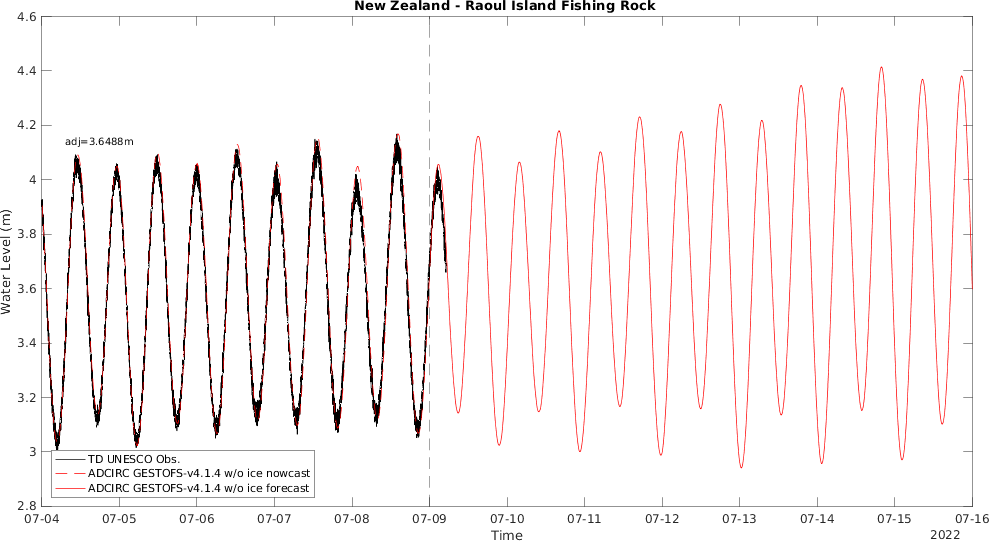 New Zealand - Raoul Island Fishing Rock
4.6
4.4
4.2
4
3.8
3.6
3.4
3.2
3
2.8
Water Level (m)
adj=3.6488m
TD UNESCO Obs.
ADCIRC GESTOFS-v4.1.4 w/o ice nowcast
ADCIRC GESTOFS-v4.1.4 w/o ice forecast
07-04 07-05 07-06 07-07 07-08 07-09 07-10 07-11 07-12 07-13 07-14 07-15 07-16
Time
2022